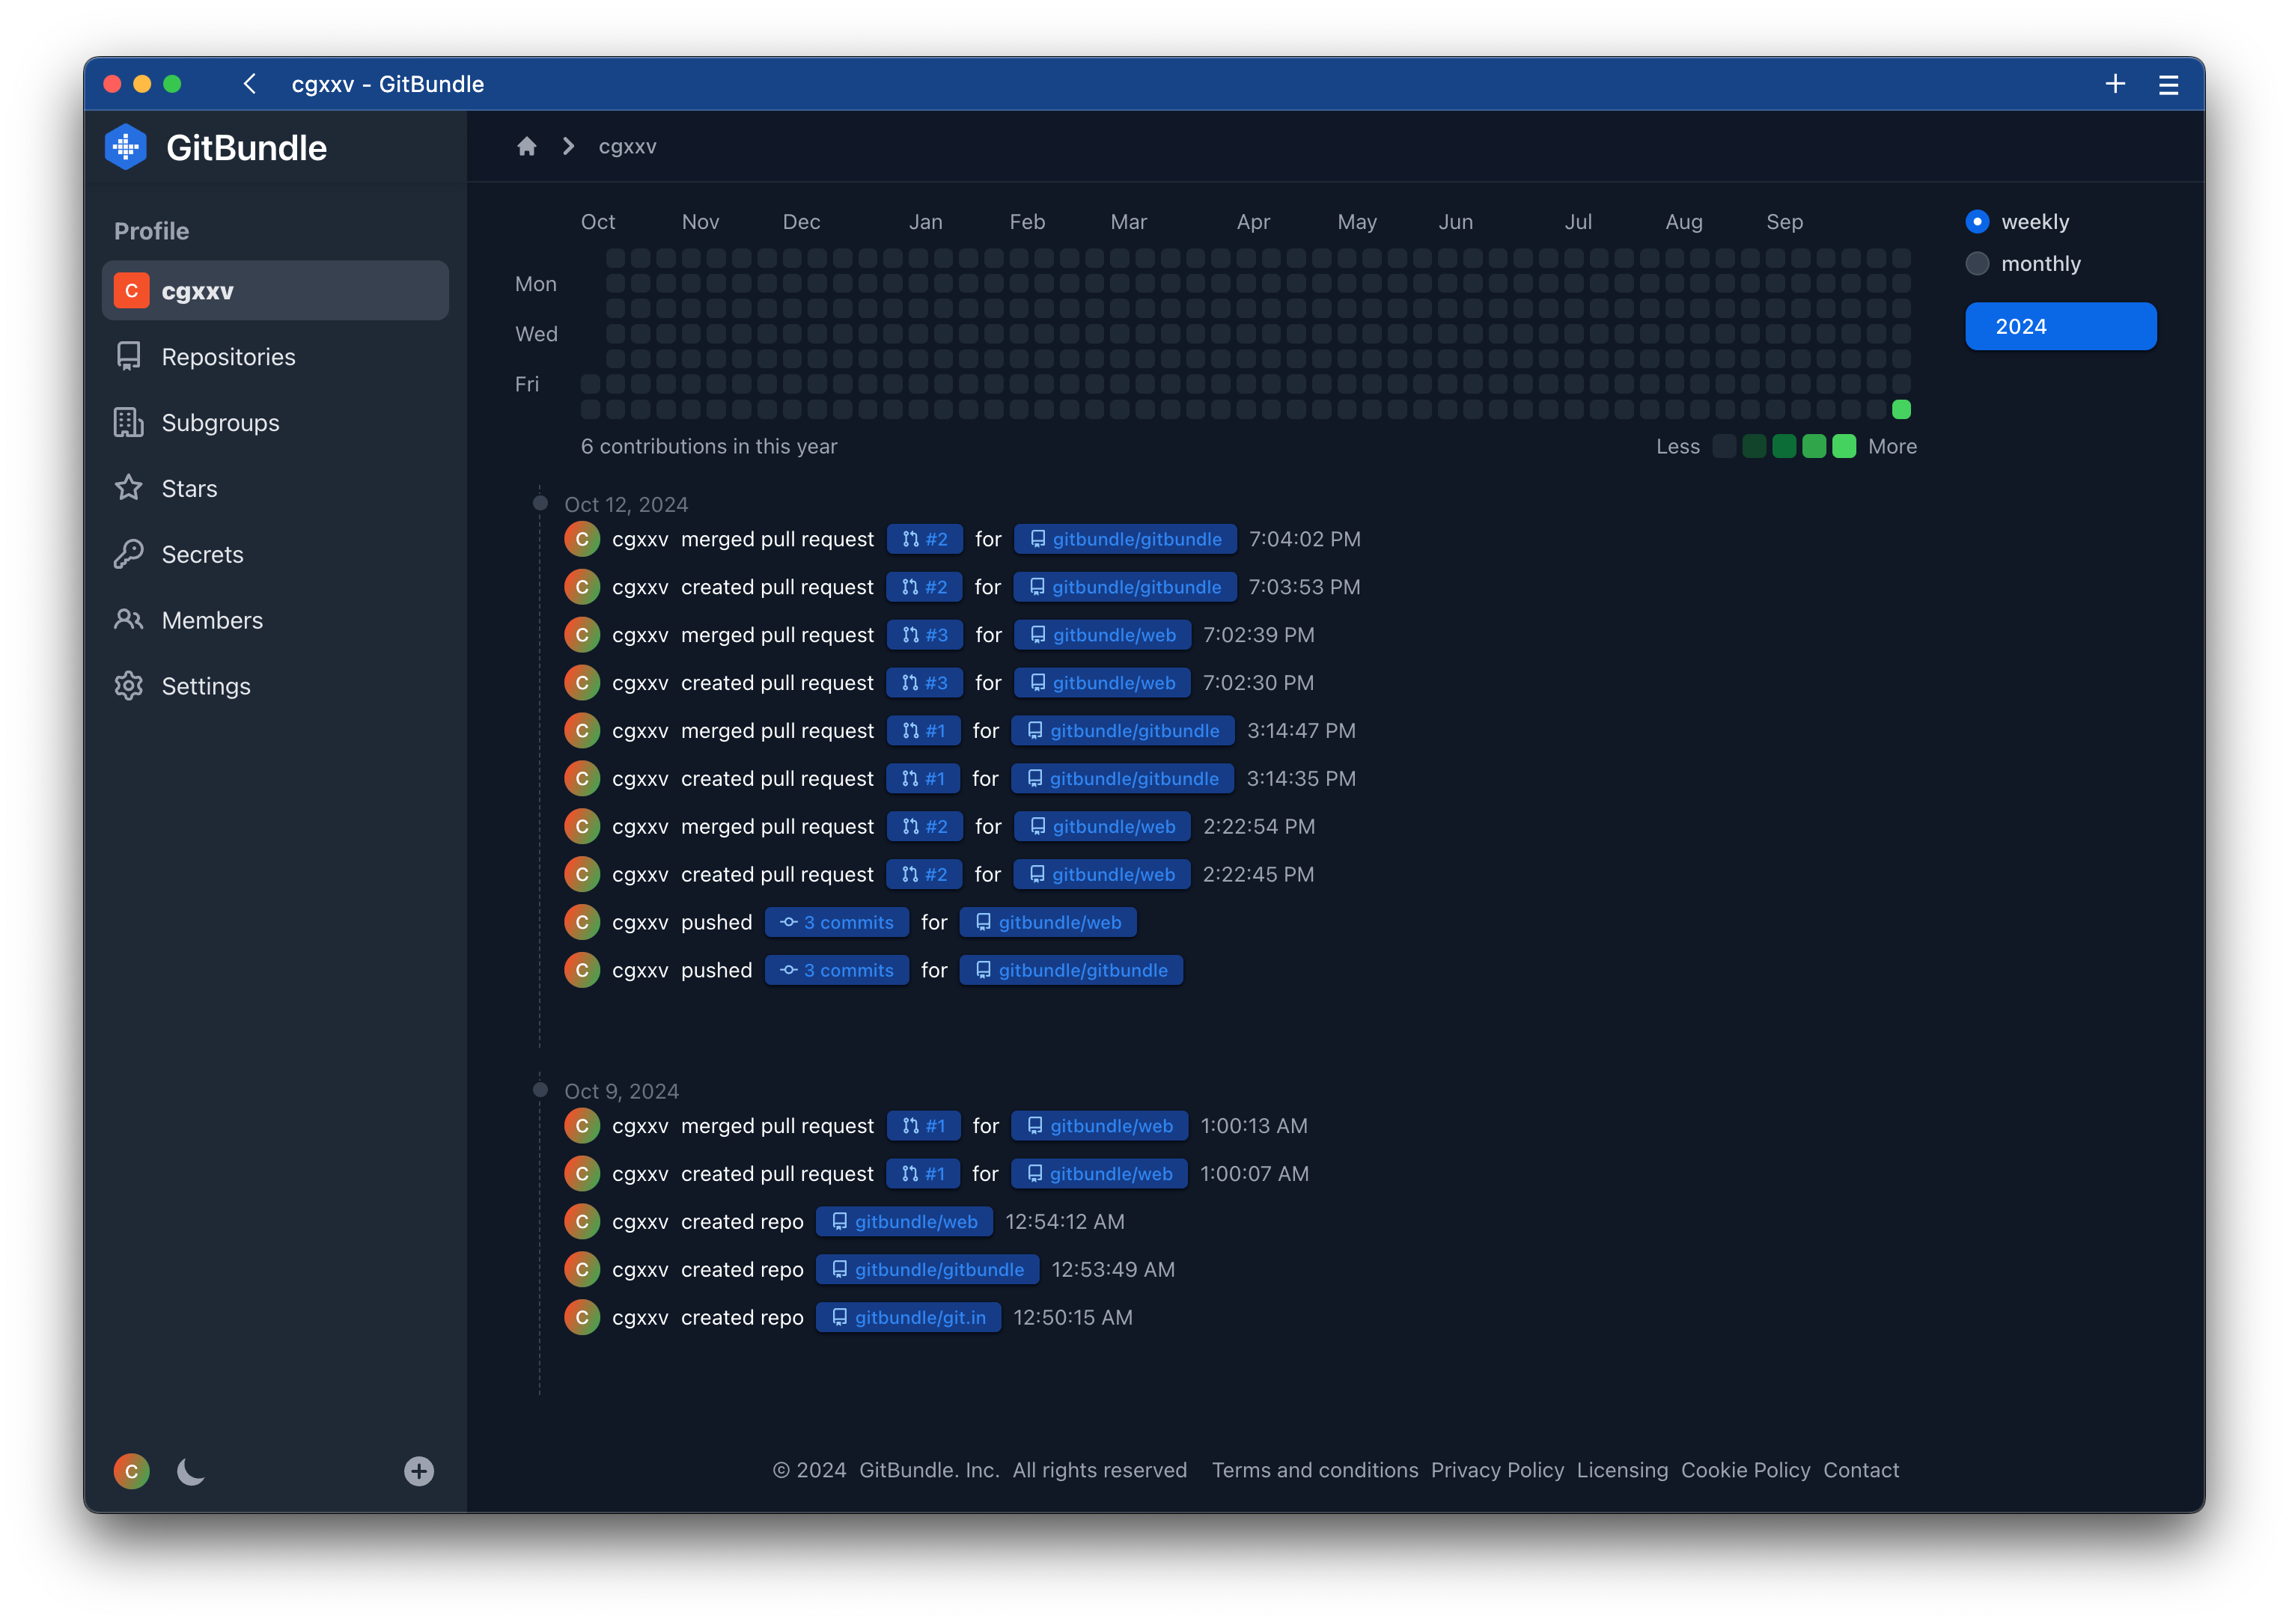 cgxxv - GitBundle
GitBundle
Profile
C cgxxv
Repositories
Subgroups
Stars
Secrets
Members
Settings
C
cgxxv
Oct Nov Dec Jan Feb Mar Apr May Jun Jul Aug Sep
Mon
Wed
Fri
6 contributions in this year
Less More
weekly
monthly
2024
Oct 12, 2024
C cgxxv merged pull request #2 for gitbundle/gitbundle 7:04:02 PM
C cgxxv created pull request #2 for gitbundle/gitbundle 7:03:53 PM
C cgxxv merged pull request #3 for gitbundle/web 7:02:39 PM
C cgxxv created pull request #3 for gitbundle/web 7:02:30 PM
C cgxxv merged pull request #1 for gitbundle/gitbundle 3:14:47 PM
C cgxxv created pull request #1 for gitbundle/gitbundle 3:14:35 PM
C cgxxv merged pull request #2 for gitbundle/web 2:22:54 PM
C cgxxv created pull request #2 for gitbundle/web 2:22:45 PM
C cgxxv pushed 3 commits for gitbundle/web
C cgxxv pushed 3 commits for gitbundle/gitbundle
Oct 9, 2024
C cgxxv merged pull request #1 for gitbundle/web 1:00:13 AM
C cgxxv created pull request #1 for gitbundle/web 1:00:07 AM
C cgxxv created repo gitbundle/web 12:54:12 AM
C cgxxv created repo gitbundle/gitbundle 12:53:49 AM
C cgxxv created repo gitbundle/git.in 12:50:15 AM
© 2024 GitBundle. Inc. All rights reserved Terms and conditions Privacy Policy Licensing Cookie Policy Contact